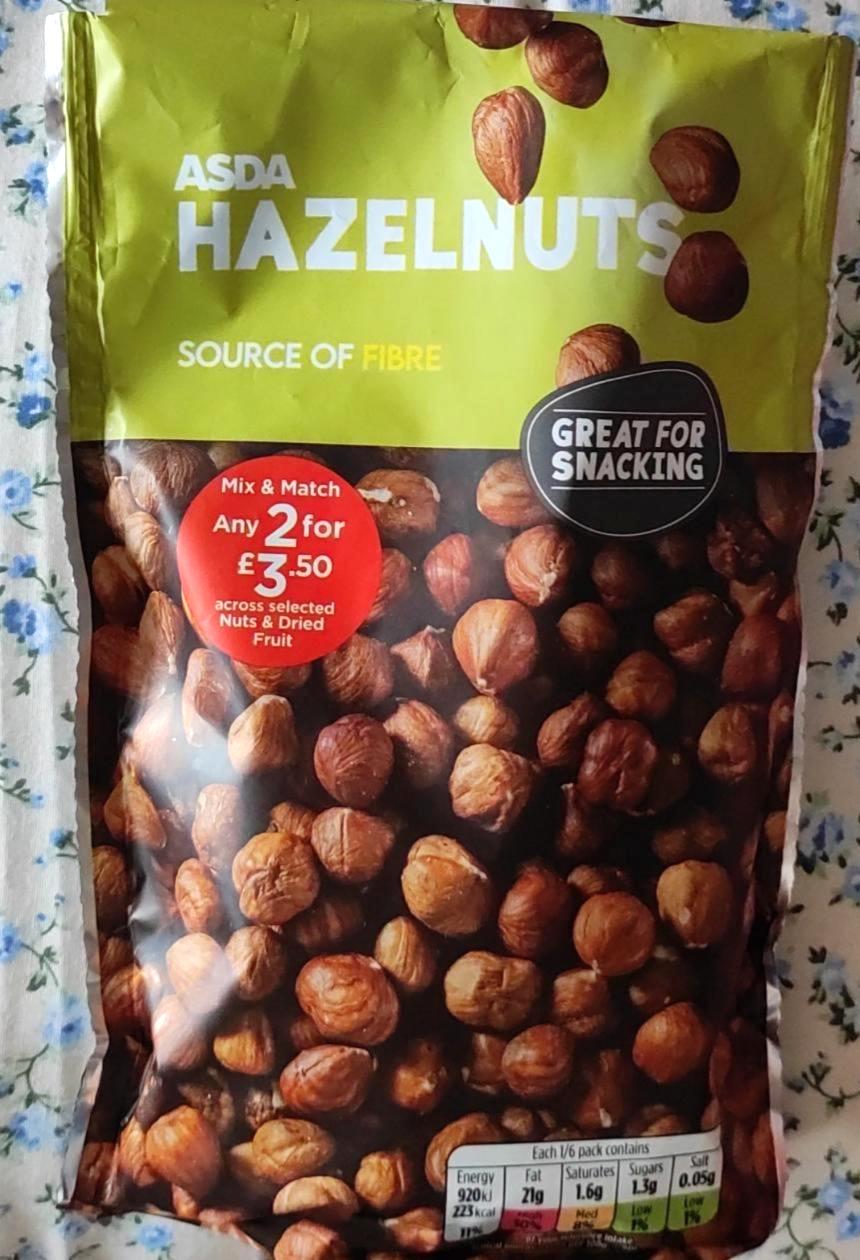 ASDA
HAZELNUTS
SOURCE OF FIBRE
GREAT FOR
SNACKING
Mix & Match
Any 2 for
£3.50
across selected
Nuts & Dried
Fruit
Each 1/6 pack contains
Energy Fat Saturates Sugars Salt
920kJ 21g 1.6g 1.3g 0.05g
223kcal High Med Low Low
11% 30% 8% 1% 1%